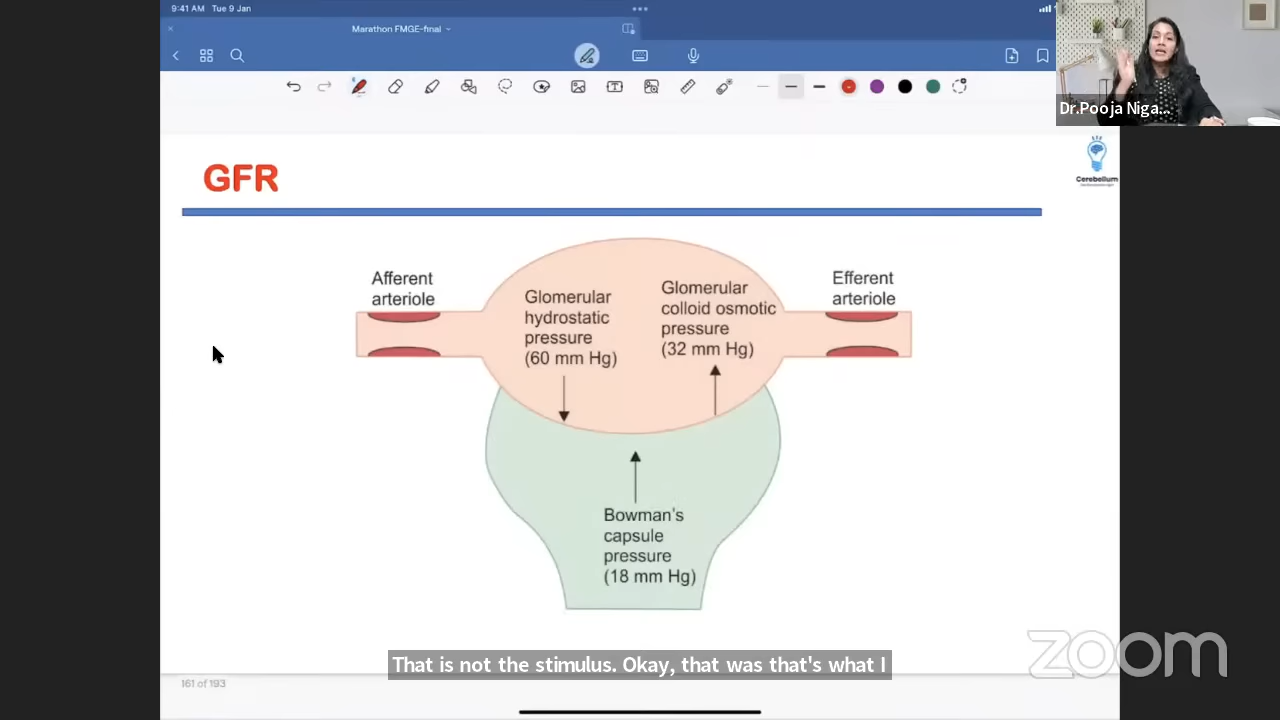 9:41 AM Tue 9 Jan
Marathon FMGE-final
Dr.Pooja Niga...
GFR
Cerebellum
Afferent
arteriole
Glomerular
hydrostatic
pressure
(60 mm Hg)
Glomerular
colloid osmotic
pressure
(32 mm Hg)
Efferent
arteriole
Bowman's
capsule
pressure
(18 mm Hg)
That is not the stimulus. Okay, that was that's what I
zoom
161 of 193